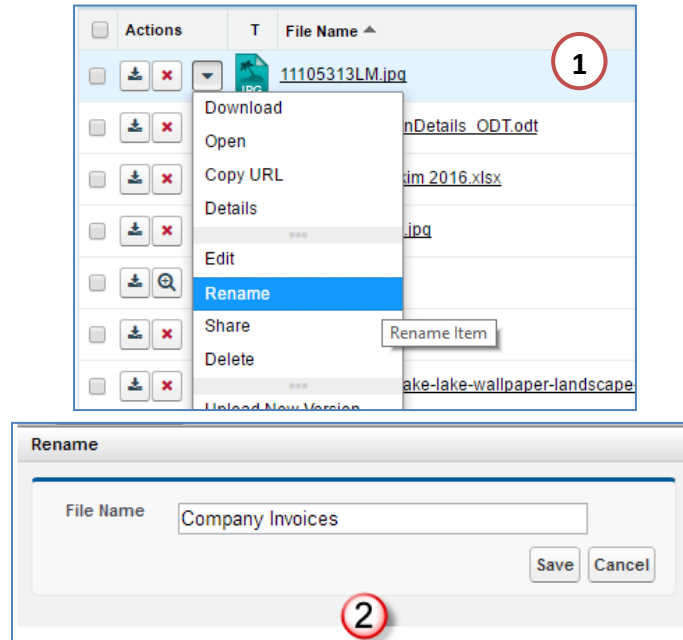 Actions T File Name
11105313LM.jpg
1
JPG
Download
nDetails_ODT.odt
Open
Copy URL
kim 2016.xlsx
Details
.jpg
Edit
Rename
Share
Rename Item
Delete
ake-lake-wallpaper-landscape-
Upload New Version
Rename
File Name Company Invoices
Save Cancel
2